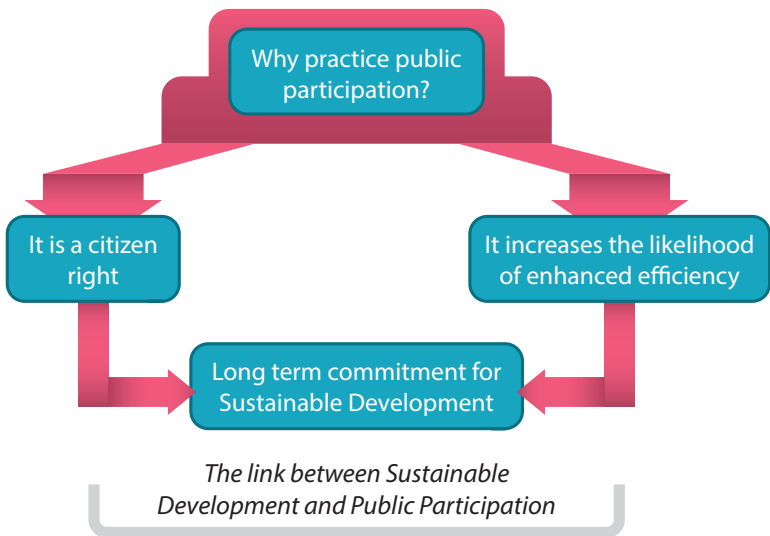 Why practice public
participation?
It is a citizen
right
It increases the likelihood
of enhanced efficiency
Long term commitment for
Sustainable Development
The link between Sustainable
Development and Public Participation